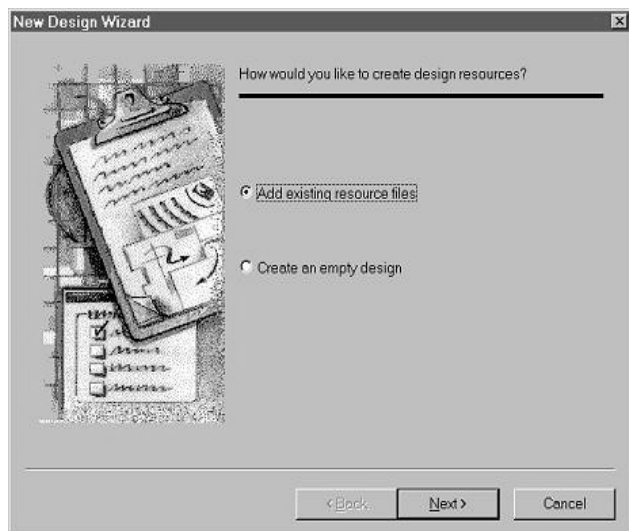 New Design Wizard
How would you like to create design resources?
Add existing resource files
Create an empty design
< Back
Next >
Cancel